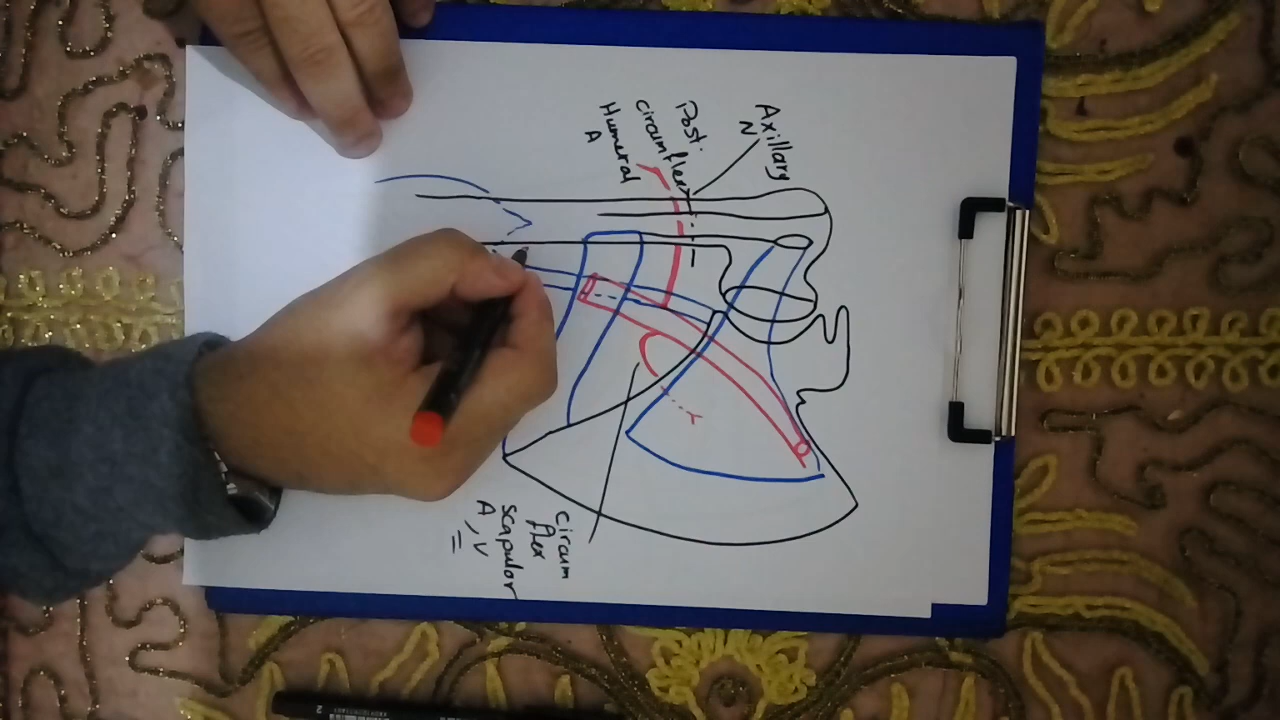 Axillary
N
Post.
circumflex
Humeral
A
circum
flex
scapular
A, V